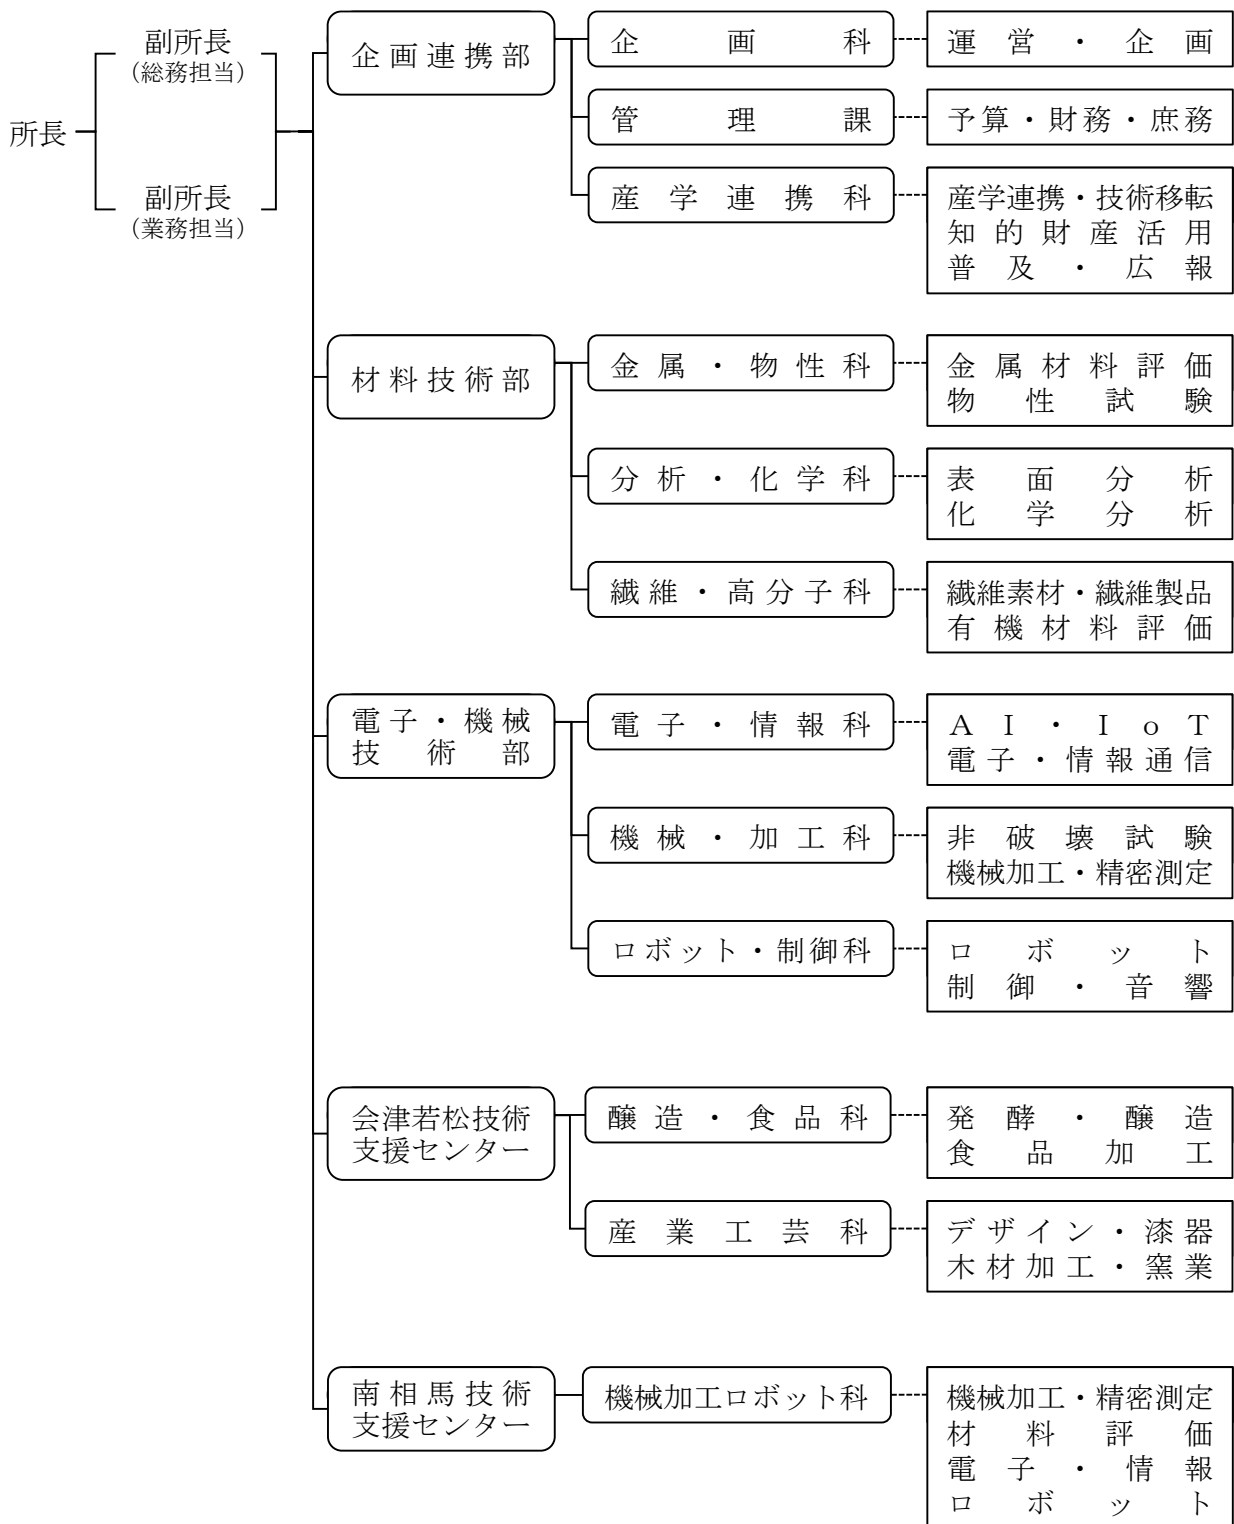 所長
副所長
（総務担当）
副所長
（業務担当）
企画連携部
企画科
運営・企画
管理課
予算・財務・庶務
産学連携科
産学連携・技術移転
知的財産活用
普及・広報
材料技術部
金属・物性科
金属材料評価
物性試験
分析・化学科
表面分析
化学分析
繊維・高分子科
繊維素材・繊維製品
有機材料評価
電子・機械
技術部
電子・情報科
AI・IoT
電子・情報通信
機械・加工科
非破壊試験
機械加工・精密測定
ロボット・制御科
ロボット
制御・音響
会津若松技術
支援センター
醸造・食品科
発酵・醸造
食品加工
産業工芸科
デザイン・漆器
木材加工・窯業
南相馬技術
支援センター
機械加工ロボット科
機械加工・精密測定
材料評価
電子・情報
ロボット